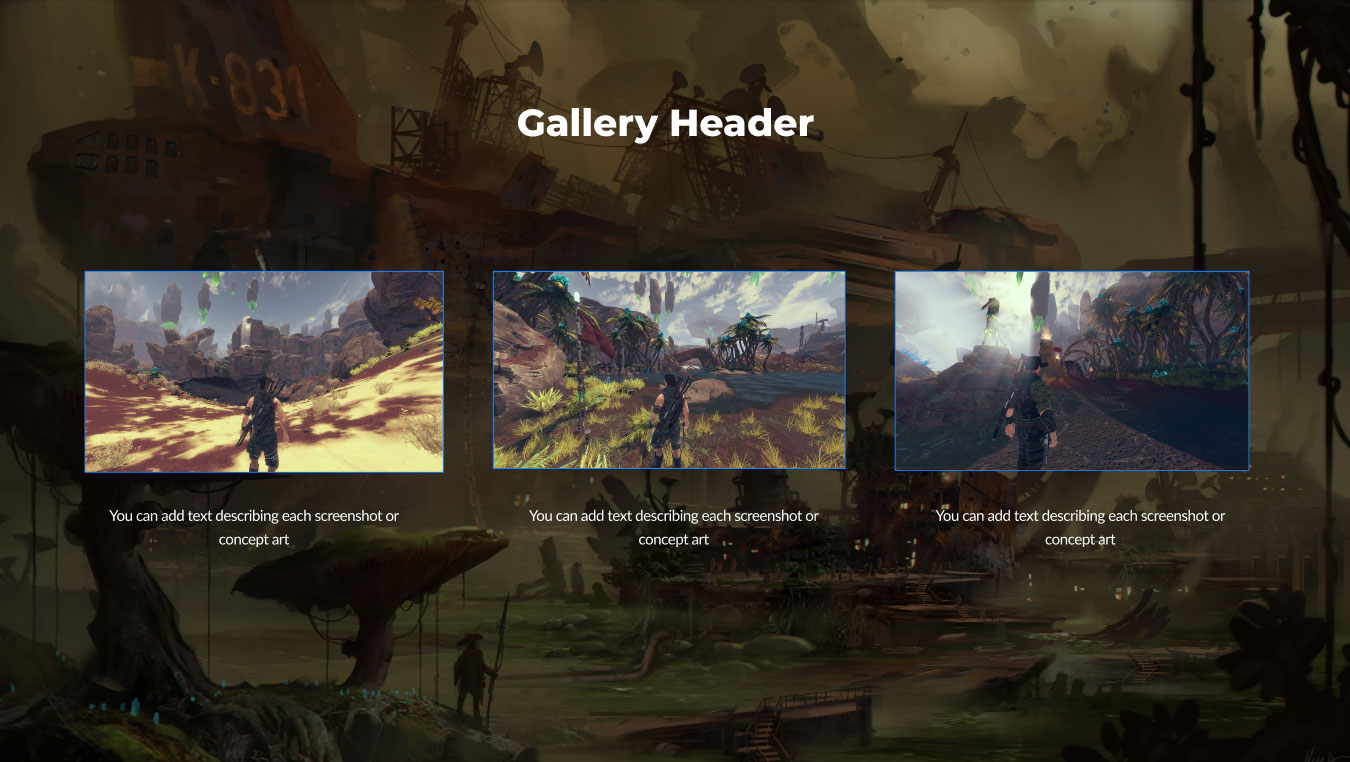 K-831
Gallery Header
You can add text describing each screenshot or
concept art
You can add text describing each screenshot or
concept art
You can add text describing each screenshot or
concept art